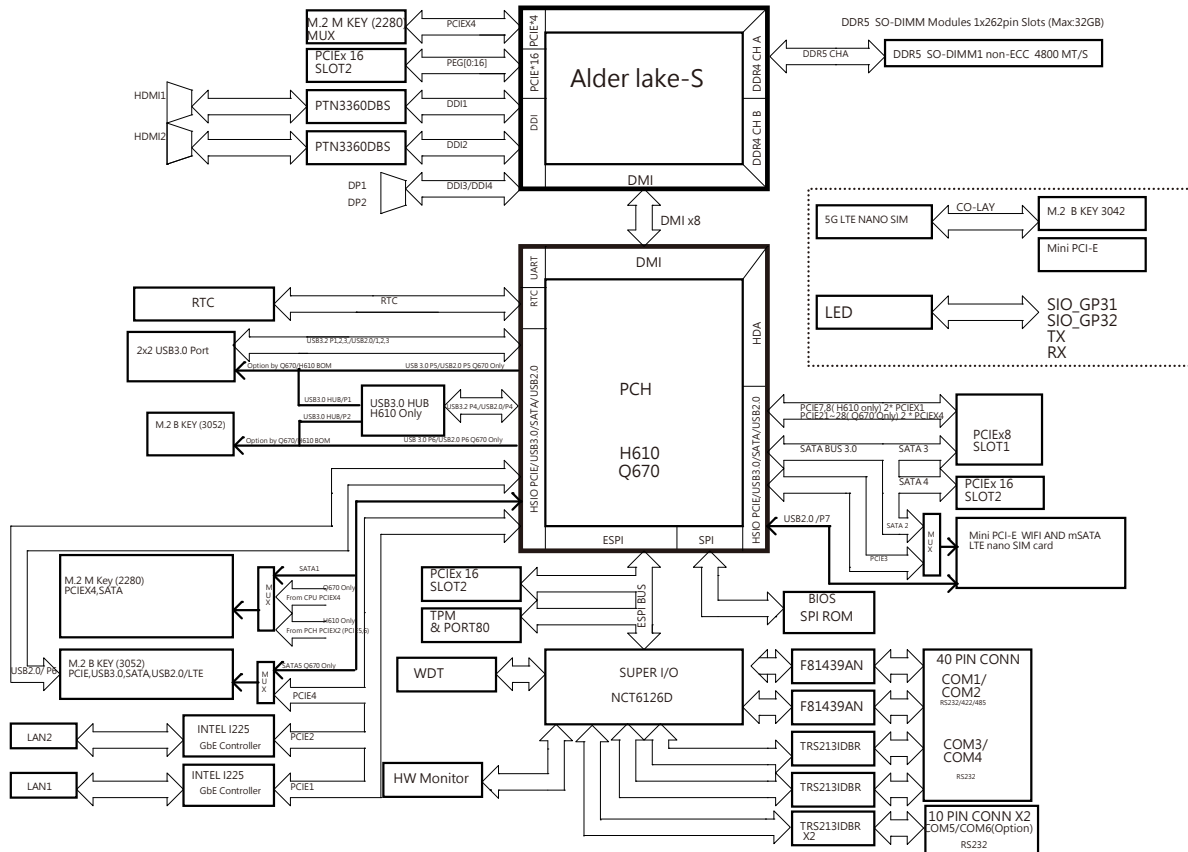 M.2 M KEY (2280)
MUX
PCIEX4
PCIE*4
PCIEx 16
SLOT2
PEG[0:16]
PCIE*16
HDMI1
PTN3360DBS
DDI1
DDI
HDMI2
PTN3360DBS
DDI2
DP1
DP2
DDI3/DDI4
Alder lake-S
DMI
DDR4 CH A
DDR4 CH B
DDR5 CHA
DDR5 SO-DIMM Modules 1x262pin Slots (Max:32GB)
DDR5 SO-DIMM1 non-ECC 4800 MT/S
DMI x8
5G LTE NANO SIM
CO-LAY
M.2 B KEY 3042
Mini PCI-E
LED
SIO_GP31
SIO_GP32
TX
RX
DMI
UART
RTC
HDA
PCH
H610
Q670
ESPI
SPI
HSIO PCIE/USB3.0/SATA/USB2.0
HSIO PCIE/USB3.0/SATA/USB2.0
RTC
RTC
2x2 USB3.0 Port
USB3.2 P1,2,3,/USB2.0/1,2,3
Option by Q670/H610 BOM
USB 3.0 P5/USB2.0 P5 Q670 Only
USB3.0 HUB/P1
USB3.0 HUB
H610 Only
USB3.2 P4,/USB2.0/P4
USB3.0 HUB/P2
M.2 B KEY (3052)
Option by Q670/H610 BOM
USB 3.0 P6/USB2.0 P6 Q670 Only
PCIE7,8( H610 only) 2* PCIEX1
PCIE21~28( Q670 Only) 2 * PCIEX4
PCIEx8
SLOT1
SATA BUS 3.0
SATA 3
SATA 4
PCIEx 16
SLOT2
USB2.0 /P7
SATA 2
PCIE3
MUX
Mini PCI-E WIFI AND mSATA
LTE nano SIM card
M.2 M Key (2280)
PCIEX4,SATA
MUX
SATA1
Q670 Only
From CPU PCIEX4
H610 Only
From PCH PCIEX2 (PCIE5,6)
USB2.0/ P6
M.2 B KEY (3052)
PCIE,USB3.0,SATA,USB2.0/LTE
MUX
SATA5 Q670 Only
PCIE4
LAN2
INTEL I225
GbE Controller
PCIE2
LAN1
INTEL I225
GbE Controller
PCIE1
PCIEx 16
SLOT2
TPM
& PORT80
ESPI BUS
BIOS
SPI ROM
WDT
SUPER I/O
NCT6126D
HW Monitor
F81439AN
F81439AN
TRS213IDBR
TRS213IDBR
TRS213IDBR
X2
40 PIN CONN
COM1/
COM2
RS232/422/485
COM3/
COM4
RS232
10 PIN CONN X2
COM5/COM6(Option)
RS232